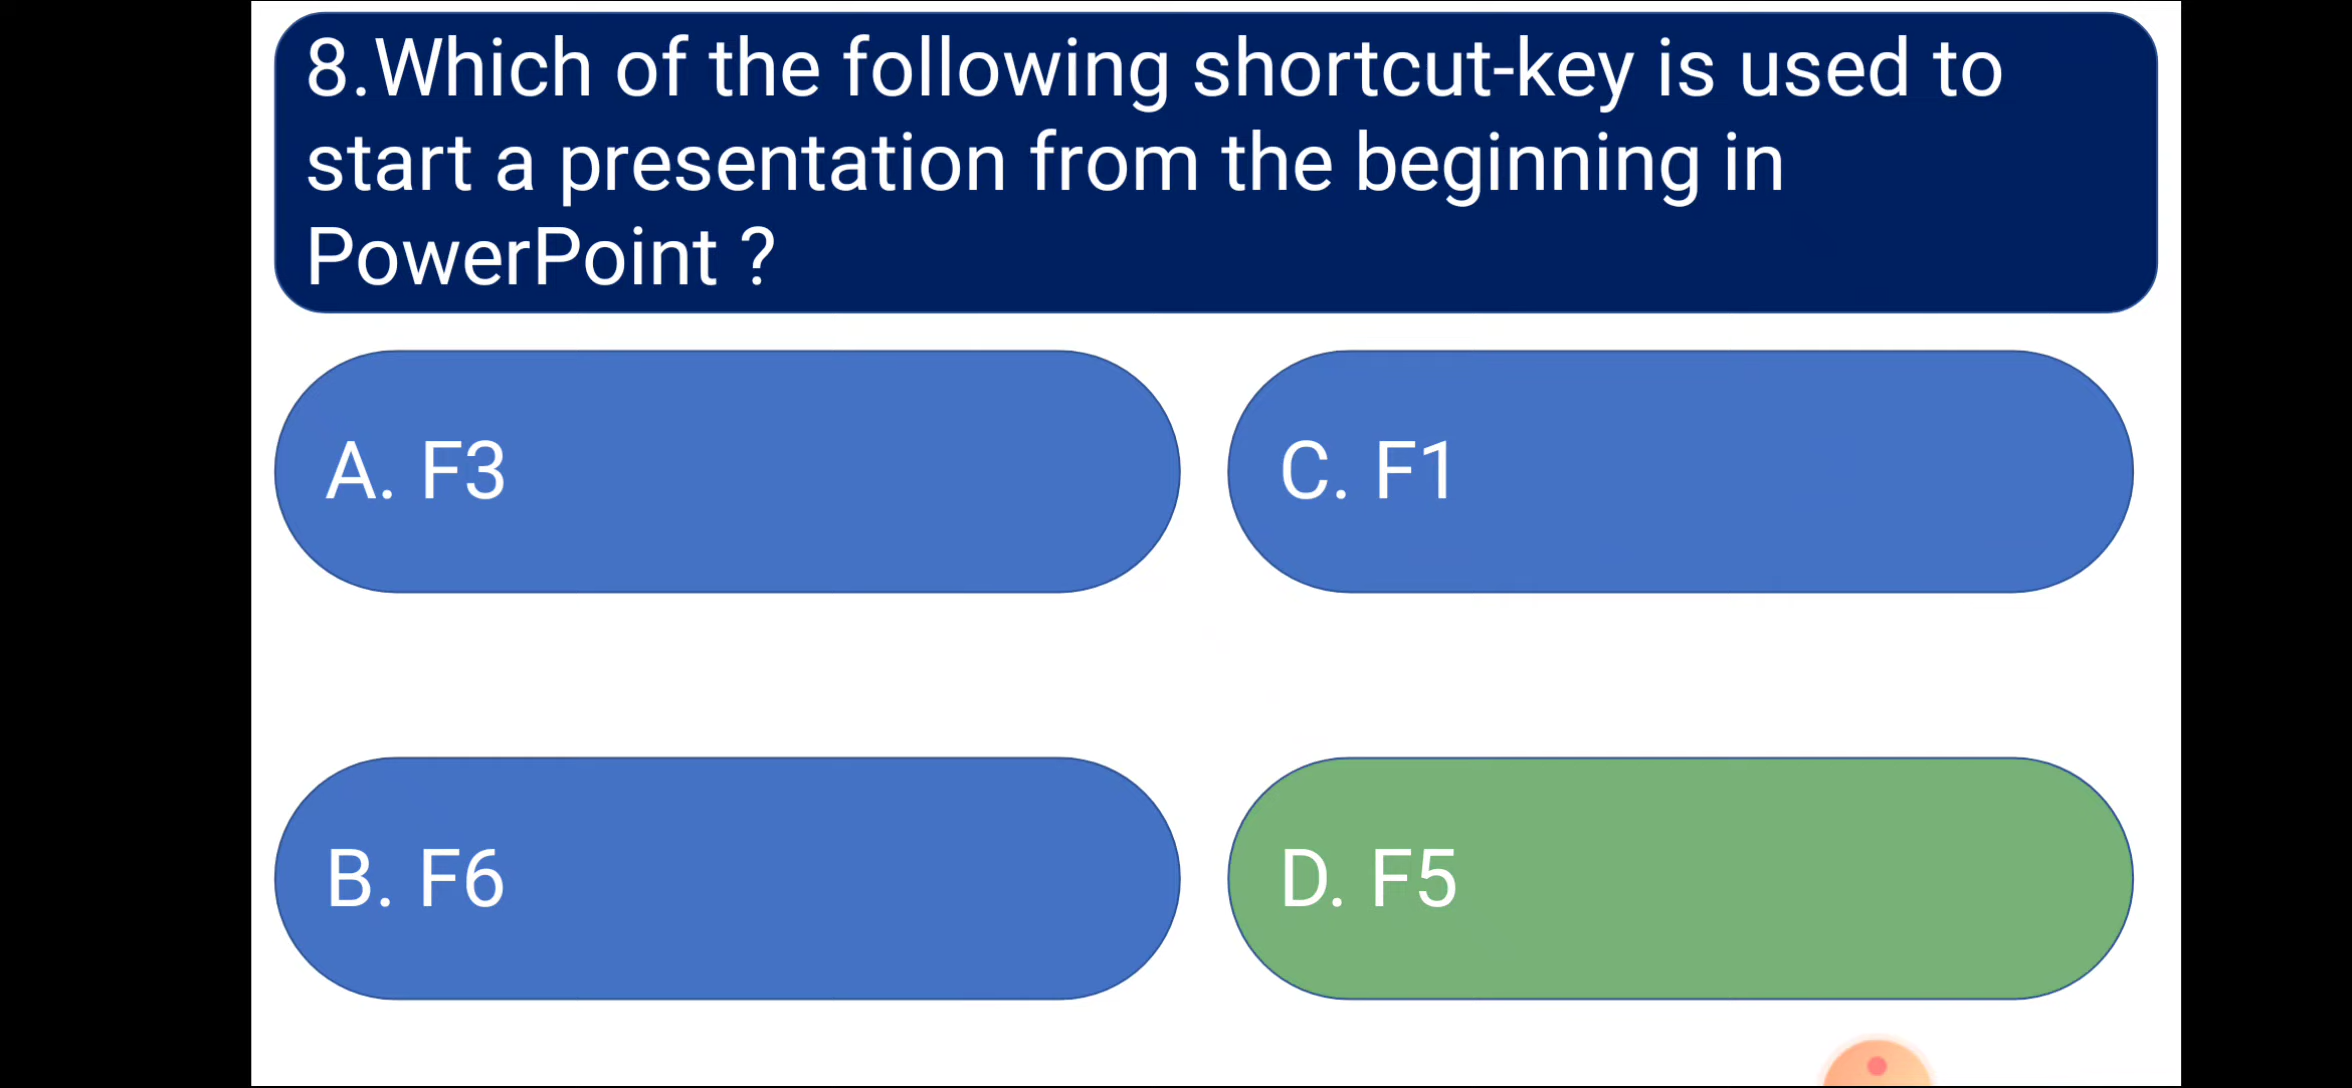 8.Which of the following shortcut-key is used to
start a presentation from the beginning in
PowerPoint ?
A. F3
C. F1
B. F6
D. F5